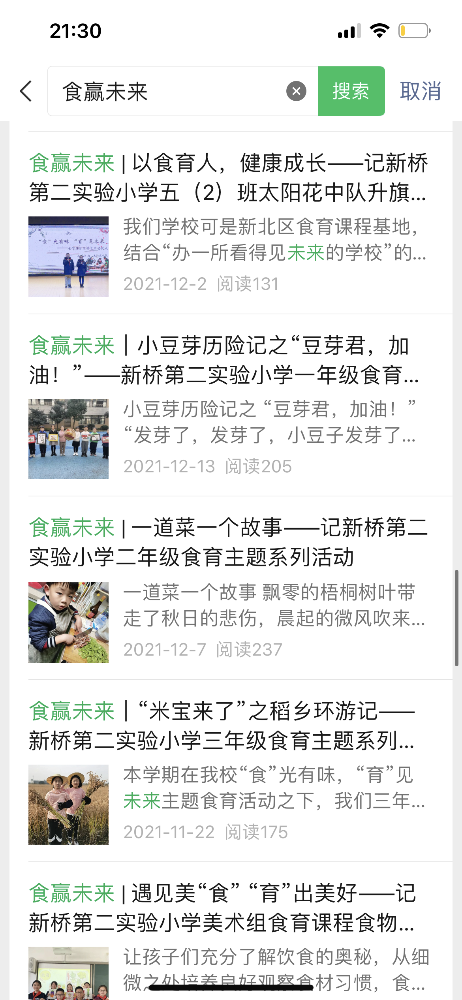 21:30
食赢未来
搜索
取消
食赢未来 | 以食育人，健康成长——记新桥
第二实验小学五（2）班太阳花中队升旗...
“食”光有味 “育”见未来
我们学校可是新北区食育课程基地，
结合“办一所看得见未来的学校”的...
2021-12-2 阅读131
食赢未来｜小豆芽历险记之“豆芽君，加
油！”——新桥第二实验小学一年级食育...
小豆芽历险记之 “豆芽君，加油！”
“发芽了，发芽了，小豆子发芽了...
2021-12-13 阅读205
食赢未来 | 一道菜一个故事——记新桥第二
实验小学二年级食育主题系列活动
一道菜一个故事 飘零的梧桐树叶带
走了秋日的悲伤，晨起的微风吹来...
2021-12-7 阅读237
食赢未来｜“米宝来了”之稻乡环游记——
新桥第二实验小学三年级食育主题系列...
本学期在我校“食”光有味，“育”见
未来主题食育活动之下，我们三年...
2021-11-22 阅读175
食赢未来 | 遇见美“食” “育”出美好——记
新桥第二实验小学美术组食育课程食物...
让孩子们充分了解饮食的奥秘，从细
微之处培养良好观察食材习惯，食...